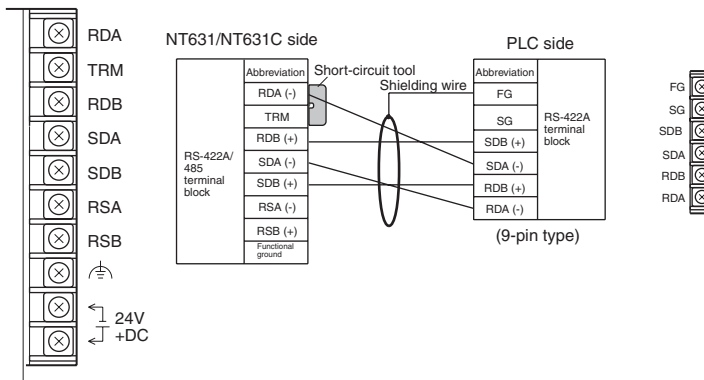 RDA
TRM
RDB
SDA
SDB
RSA
RSB
24V
+DC
NT631/NT631C side
RS-422A/
485
terminal
block
Abbreviation
RDA (-)
TRM
RDB (+)
SDA (-)
SDB (+)
RSA (-)
RSB (+)
Functional
ground
Short-circuit tool
Shielding wire
PLC side
Abbreviation
FG
SG
SDB (+)
SDA (-)
RDB (+)
RDA (-)
RS-422A
terminal
block
(9-pin type)
FG
SG
SDB
SDA
RDB
RDA